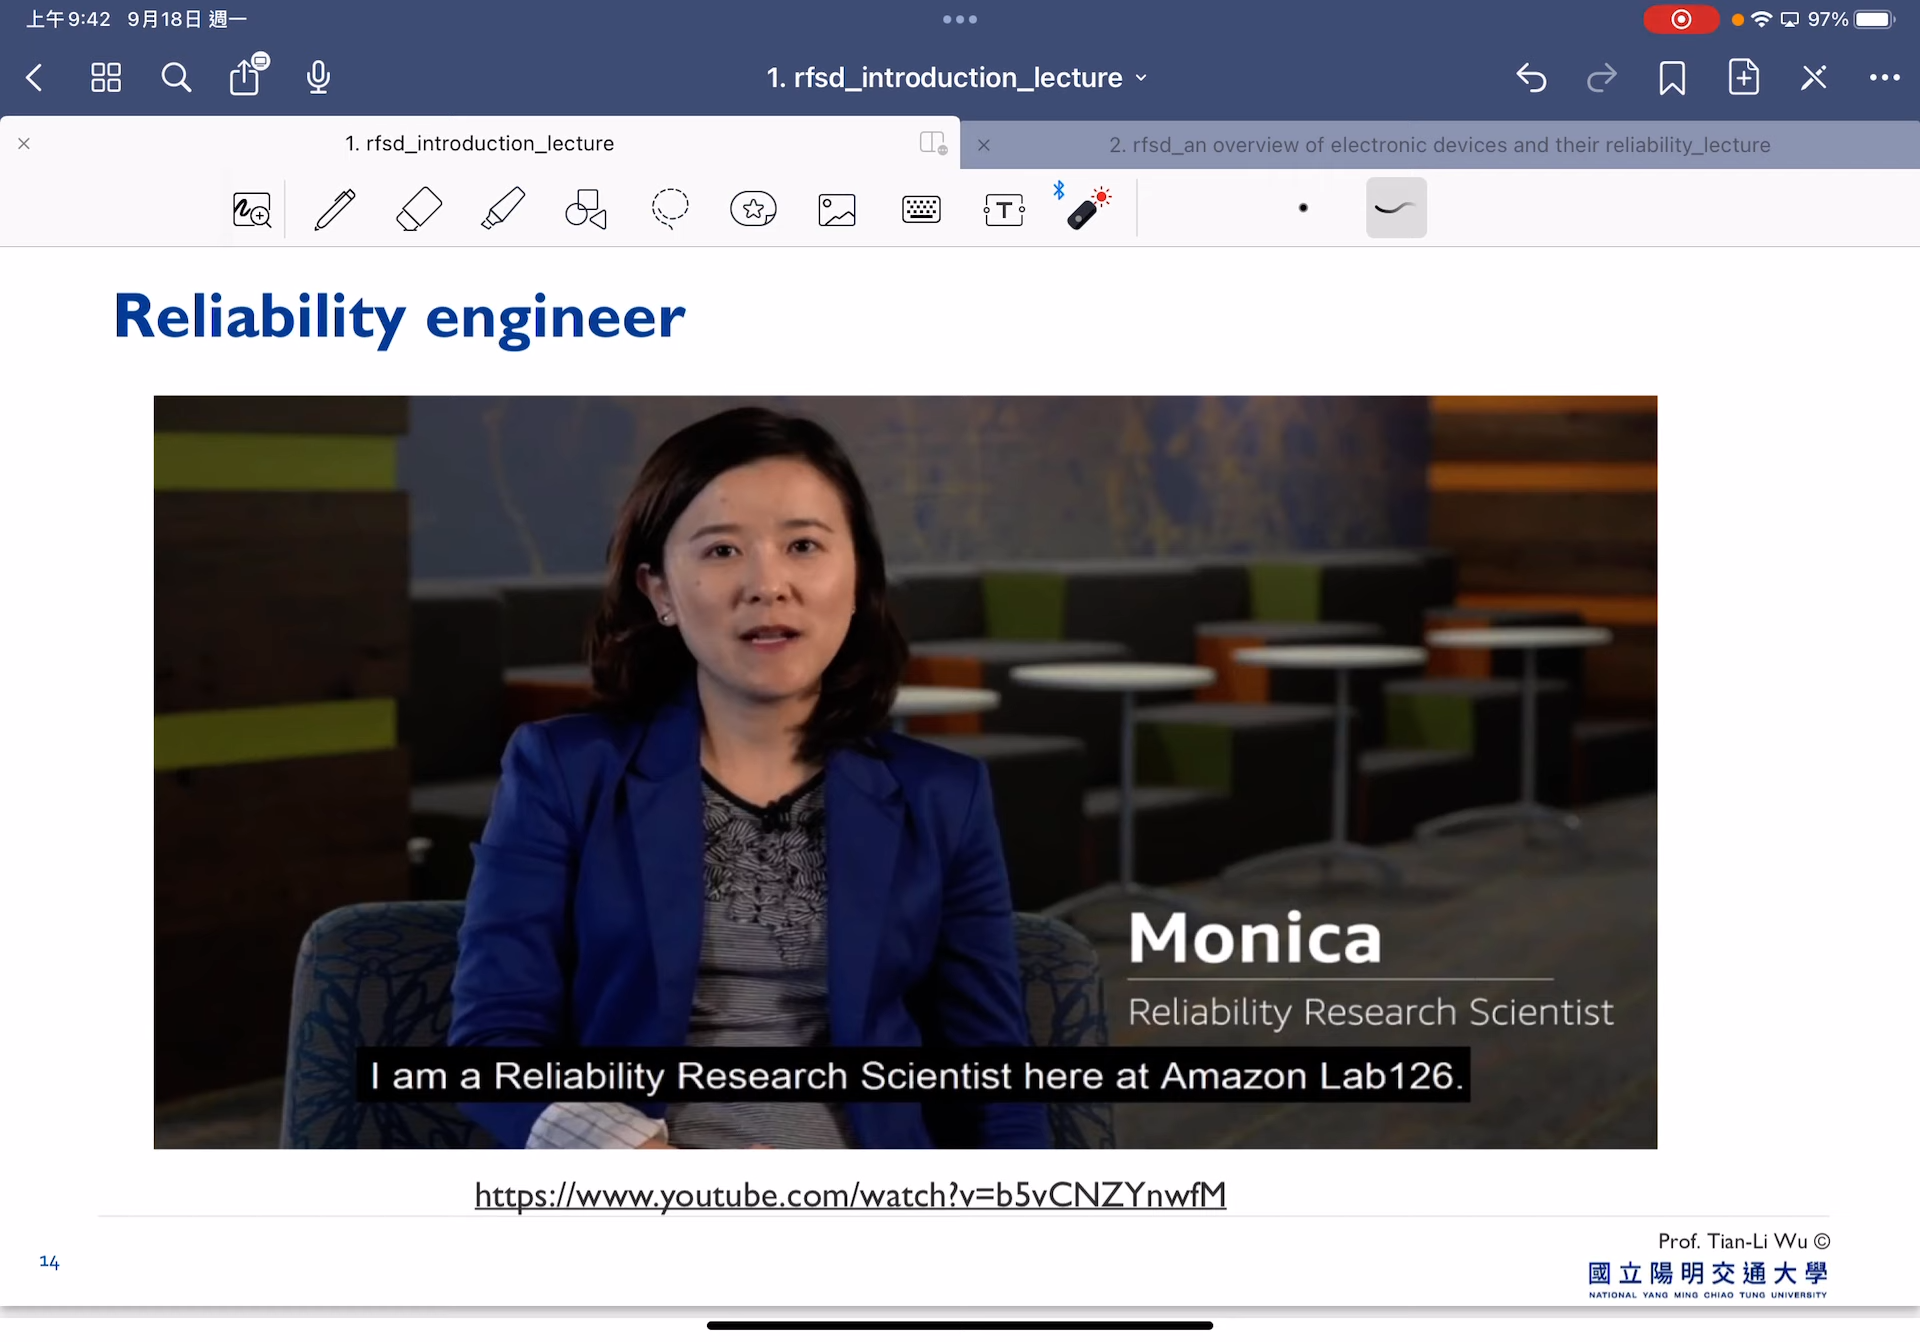 上午9:42 9月18日 週一
97%
1. rfsd_introduction_lecture
1. rfsd_introduction_lecture
2. rfsd_an overview of electronic devices and their reliability_lecture
T
Reliability engineer
Monica
Reliability Research Scientist
I am a Reliability Research Scientist here at Amazon Lab126.
https://www.youtube.com/watch?v=b5vCNZYnwfM
14
Prof. Tian-Li Wu ©
國立陽明交通大學
NATIONAL YANG MING CHIAO TUNG UNIVERSITY